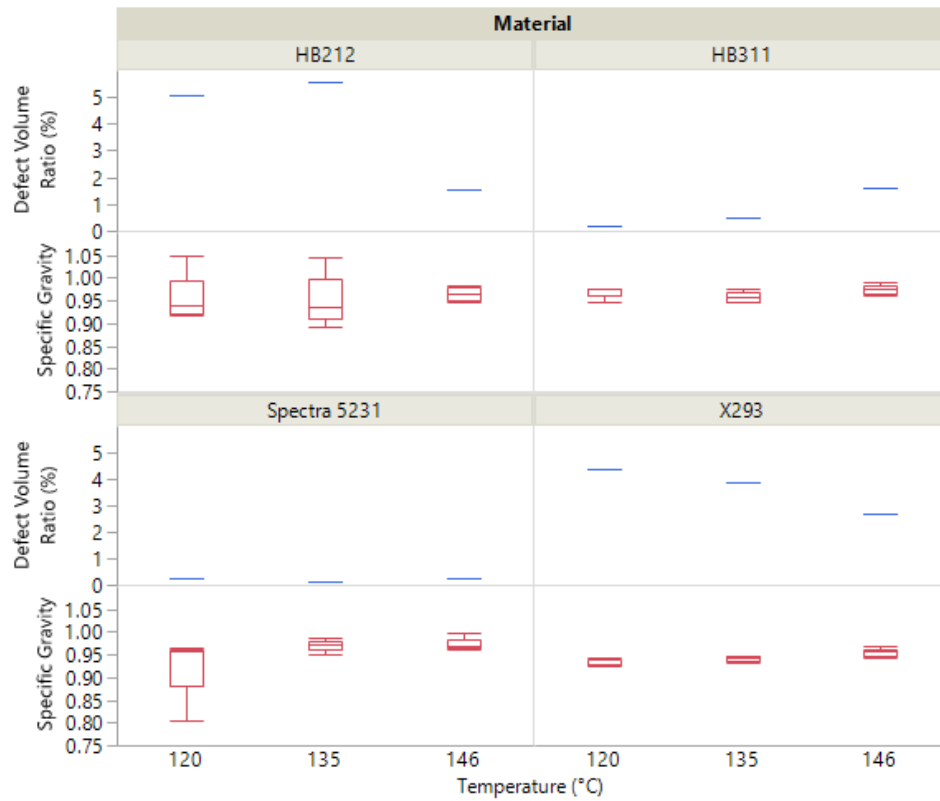 Material
HB212
HB311
Defect Volume
Ratio (%)
5
4
3
2
1
0
Specific Gravity
1.05
1.00
0.95
0.90
0.85
0.80
0.75
Spectra 5231
X293
Defect Volume
Ratio (%)
5
4
3
2
1
0
Specific Gravity
1.05
1.00
0.95
0.90
0.85
0.80
0.75
120 135 146 120 135 146
Temperature (°C)